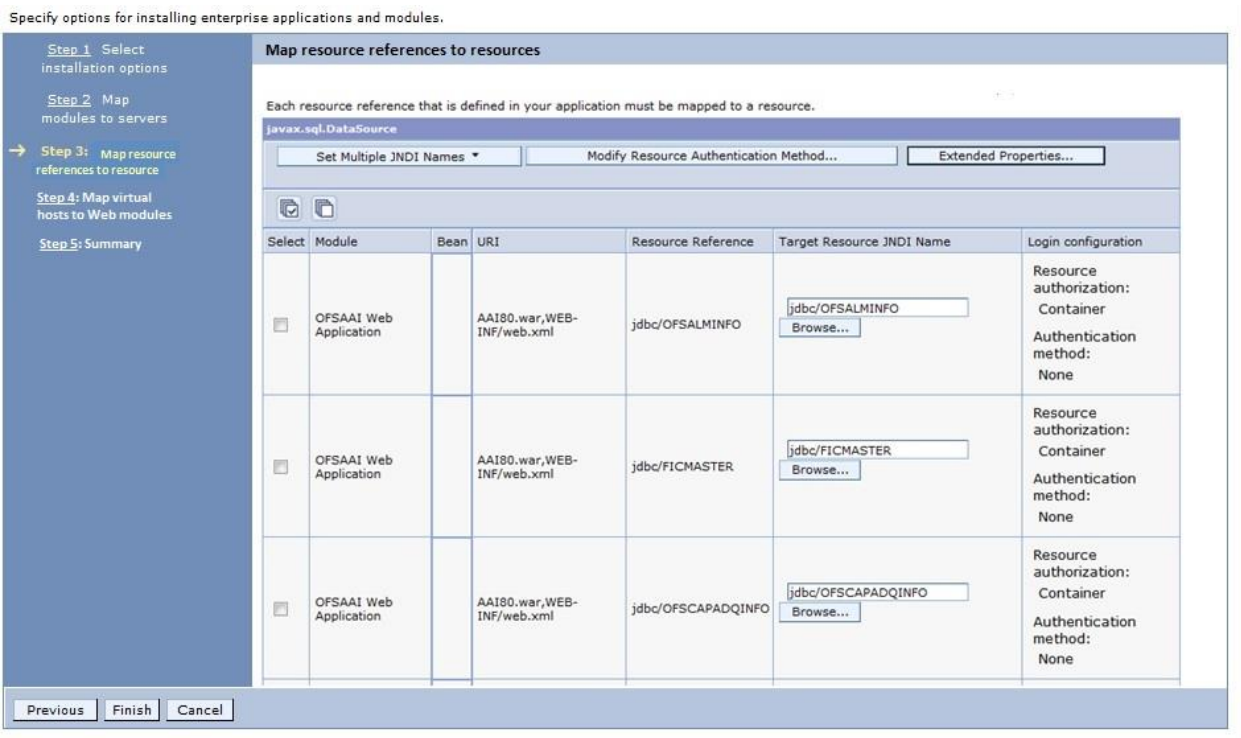 Specify options for installing enterprise applications and modules.
Step 1 Select
installation options
Step 2 Map
modules to servers
Step 3: Map resource
references to resource
Step 4: Map virtual
hosts to Web modules
Step 5: Summary
Map resource references to resources
Each resource reference that is defined in your application must be mapped to a resource.
javax.sql.DataSource
Set Multiple JNDI Names
Modify Resource Authentication Method...
Extended Properties...
Select Module Bean URI Resource Reference Target Resource JNDI Name Login configuration
OFSAAI Web
Application
AAI80.war,WEB-
INF/web.xml
jdbc/OFSALMINFO
jdbc/OFSALMINFO
Browse...
Resource
authorization:
Container
Authentication
method:
None
OFSAAI Web
Application
AAI80.war,WEB-
INF/web.xml
jdbc/FICMASTER
jdbc/FICMASTER
Browse...
Resource
authorization:
Container
Authentication
method:
None
OFSAAI Web
Application
AAI80.war,WEB-
INF/web.xml
jdbc/OFSCAPADQINFO
jdbc/OFSCAPADQINFO
Browse...
Resource
authorization:
Container
Authentication
method:
None
Previous
Finish
Cancel